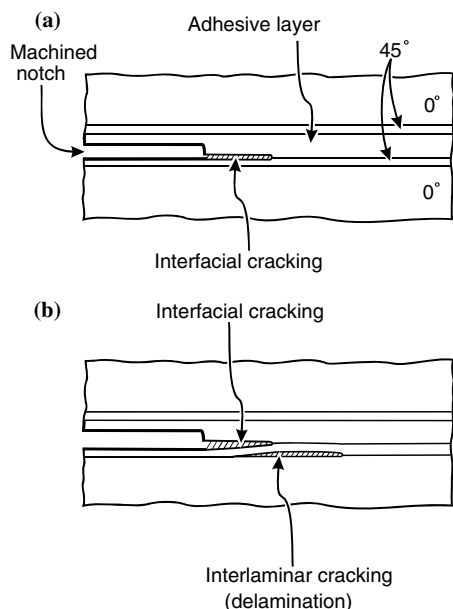 (a)
Adhesive layer
Machined
notch
45°
0°
0°
Interfacial cracking
(b)
Interfacial cracking
Interlaminar cracking
(delamination)